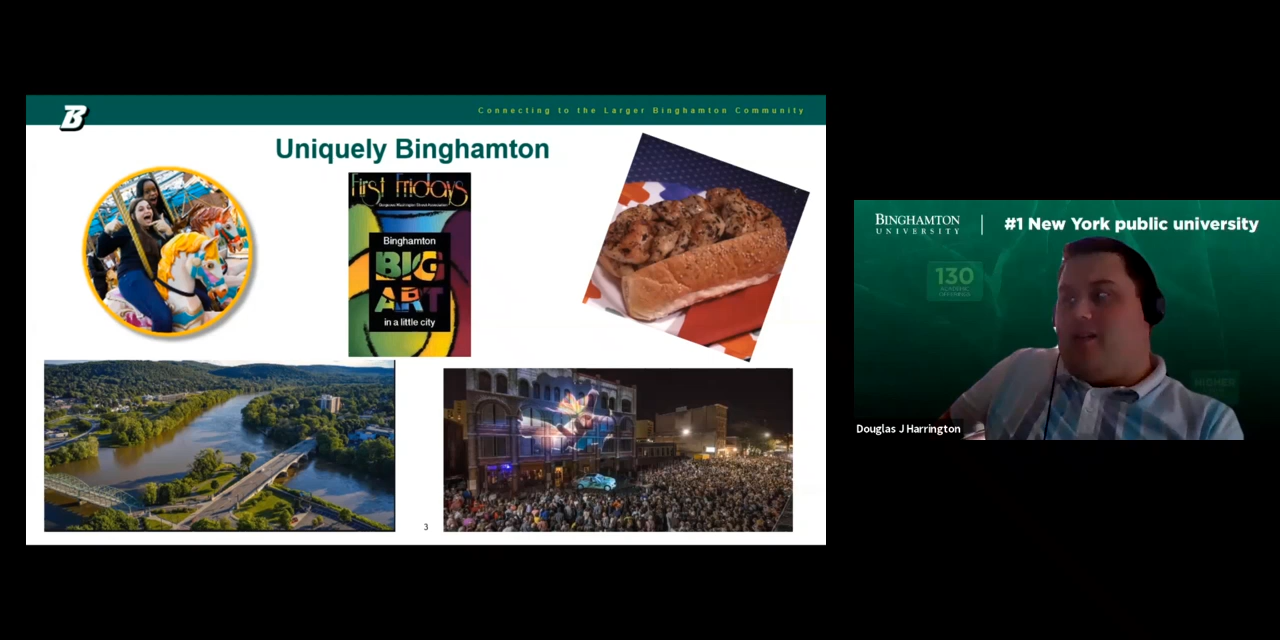 B
Connecting to the Larger Binghamton Community
Uniquely Binghamton
First Fridays
Binghamton
BIG
ART
in a little city
3
BINGHAMTON
UNIVERSITY
#1 New York public university
130
ACADEMIC
OFFERINGS
HIGHER
Douglas J Harrington